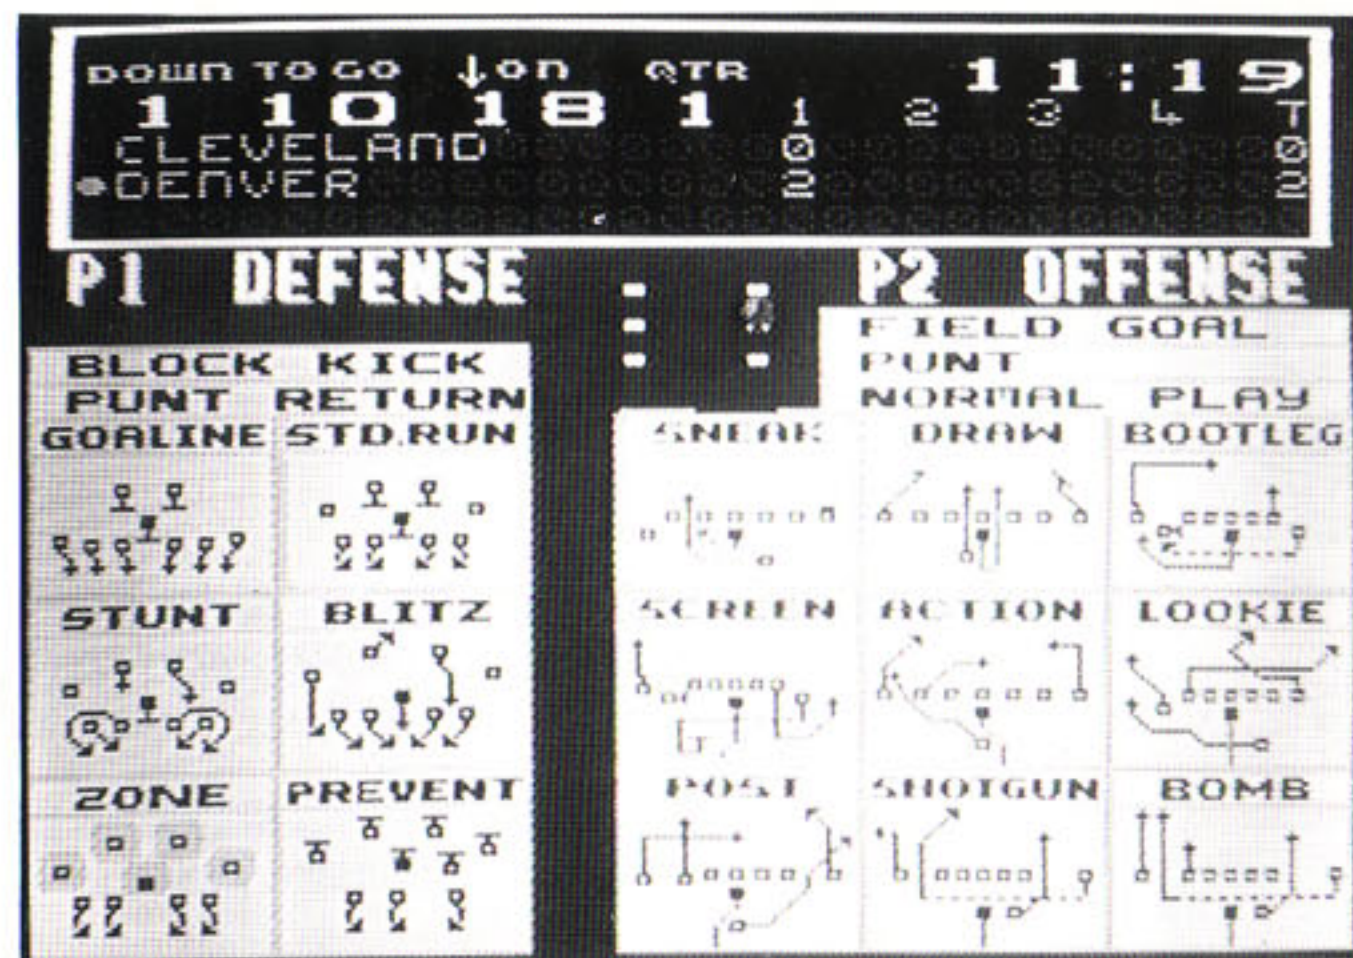 DOWN TO GO ↓ON QTR 11:19
1 10 18 1 1 2 3 4 T
CLEVELAND 0 0
DENVER 2 2
P1 DEFENSE
BLOCK KICK
PUNT RETURN
GOALINE STD.RUN
STUNT BLITZ
ZONE PREVENT
P2 OFFENSE
FIELD GOAL
PUNT
NORMAL PLAY
SNEAK DRAW BOOTLEG
SCREEN ACTION LOOKIE
POST SHOTGUN BOMB